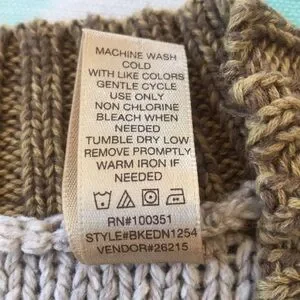 MACHINE WASH
COLD
WITH LIKE COLORS
GENTLE CYCLE
USE ONLY
NON CHLORINE
BLEACH WHEN
NEEDED
TUMBLE DRY LOW
REMOVE PROMPTLY
WARM IRON IF
NEEDED
RN#100351
STYLE#BKEDN1254
VENDOR#26215